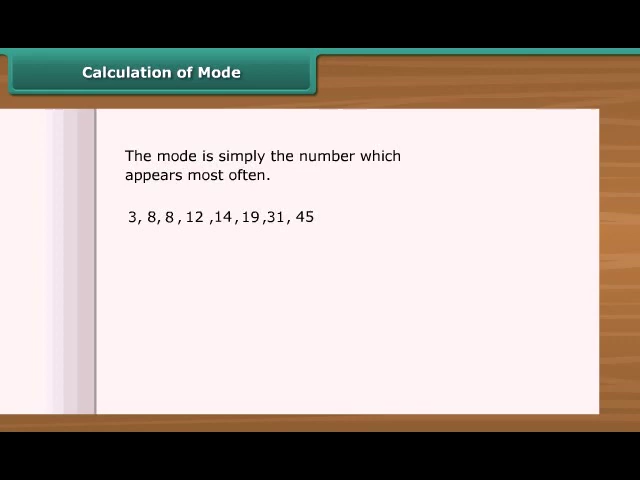 Calculation of Mode
The mode is simply the number which
appears most often.
3, 8, 8 , 12 ,14, 19 ,31, 45